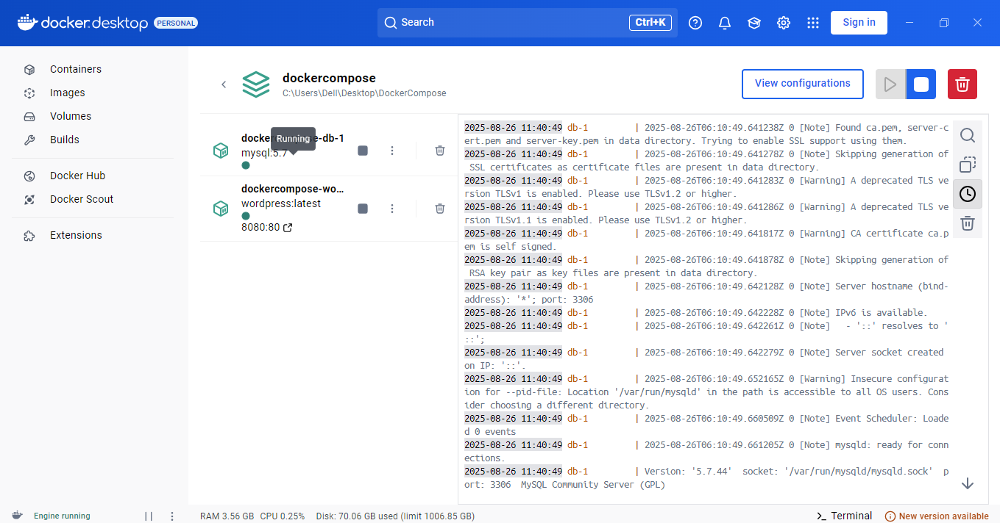 docker.desktop PERSONAL
Search Ctrl+K
Sign in
Containers
Images
Volumes
Builds
Docker Hub
Docker Scout
Extensions
dockercompose
C:\Users\Dell\Desktop\DockerCompose
View configurations
-db-1
Running
mysql:5.7
dockercompose-wo...
wordpress:latest
8080:80
2025-08-26 11:40:49 db-1         | 2025-08-26T06:10:49.641238Z 0 [Note] Found ca.pem, server-c
ert.pem and server-key.pem in data directory. Trying to enable SSL support using them.
2025-08-26 11:40:49 db-1         | 2025-08-26T06:10:49.641278Z 0 [Note] Skipping generation of
 SSL certificates as certificate files are present in data directory.
2025-08-26 11:40:49 db-1         | 2025-08-26T06:10:49.641283Z 0 [Warning] A deprecated TLS ve
rsion TLSv1 is enabled. Please use TLSv1.2 or higher.
2025-08-26 11:40:49 db-1         | 2025-08-26T06:10:49.641286Z 0 [Warning] A deprecated TLS ve
rsion TLSv1.1 is enabled. Please use TLSv1.2 or higher.
2025-08-26 11:40:49 db-1         | 2025-08-26T06:10:49.641817Z 0 [Warning] CA certificate ca.p
em is self signed.
2025-08-26 11:40:49 db-1         | 2025-08-26T06:10:49.641878Z 0 [Note] Skipping generation of
 RSA key pair as key files are present in data directory.
2025-08-26 11:40:49 db-1         | 2025-08-26T06:10:49.642128Z 0 [Note] Server hostname (bind-
address): '*'; port: 3306
2025-08-26 11:40:49 db-1         | 2025-08-26T06:10:49.642228Z 0 [Note] IPv6 is available.
2025-08-26 11:40:49 db-1         | 2025-08-26T06:10:49.642261Z 0 [Note]   - '::' resolves to '
::';
2025-08-26 11:40:49 db-1         | 2025-08-26T06:10:49.642279Z 0 [Note] Server socket created
on IP: '::'.
2025-08-26 11:40:49 db-1         | 2025-08-26T06:10:49.652165Z 0 [Warning] Insecure configurat
ion for --pid-file: Location '/var/run/mysqld' in the path is accessible to all OS users. Cons
ider choosing a different directory.
2025-08-26 11:40:49 db-1         | 2025-08-26T06:10:49.660509Z 0 [Note] Event Scheduler: Loade
d 0 events
2025-08-26 11:40:49 db-1         | 2025-08-26T06:10:49.661205Z 0 [Note] mysqld: ready for conn
ections.
2025-08-26 11:40:49 db-1         | Version: '5.7.44'  socket: '/var/run/mysqld/mysqld.sock'  p
ort: 3306  MySQL Community Server (GPL)
Engine running
RAM 3.56 GB CPU 0.25% Disk: 70.06 GB used (limit 1006.85 GB)
Terminal
New version available